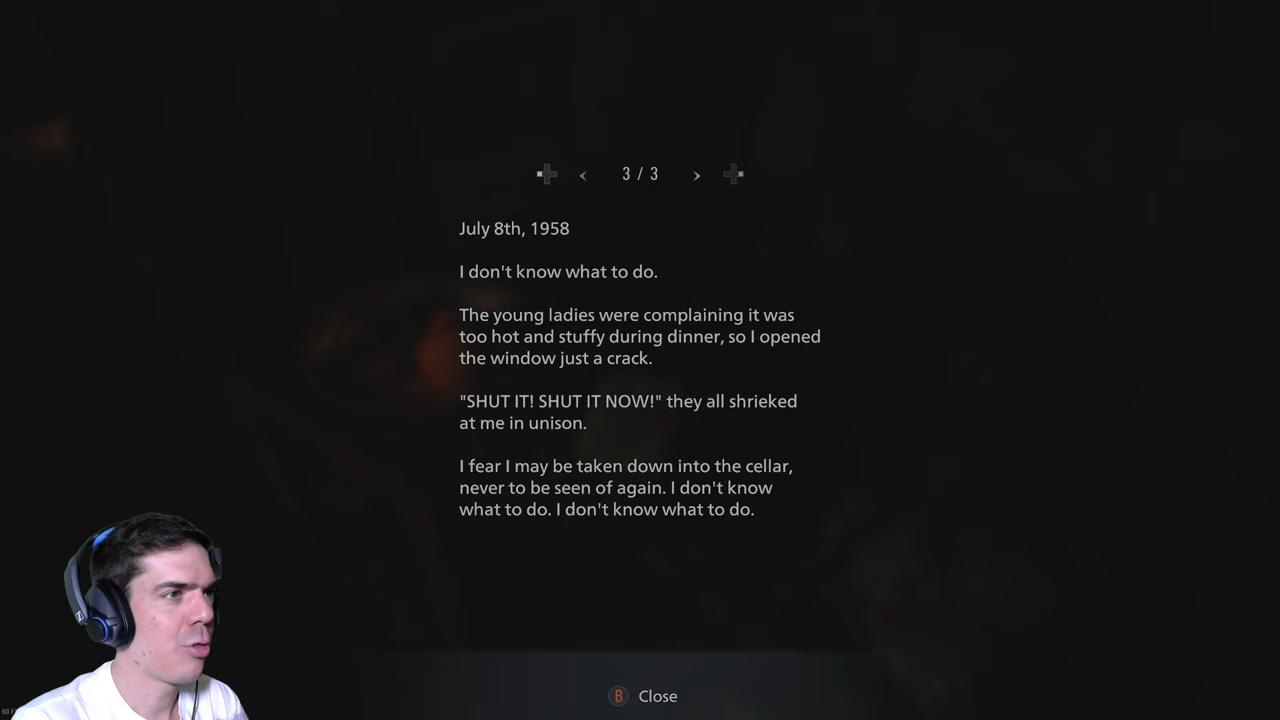 3 / 3
July 8th, 1958
I don't know what to do.
The young ladies were complaining it was
too hot and stuffy during dinner, so I opened
the window just a crack.
"SHUT IT! SHUT IT NOW!" they all shrieked
at me in unison.
I fear I may be taken down into the cellar,
never to be seen of again. I don't know
what to do. I don't know what to do.
B Close
60